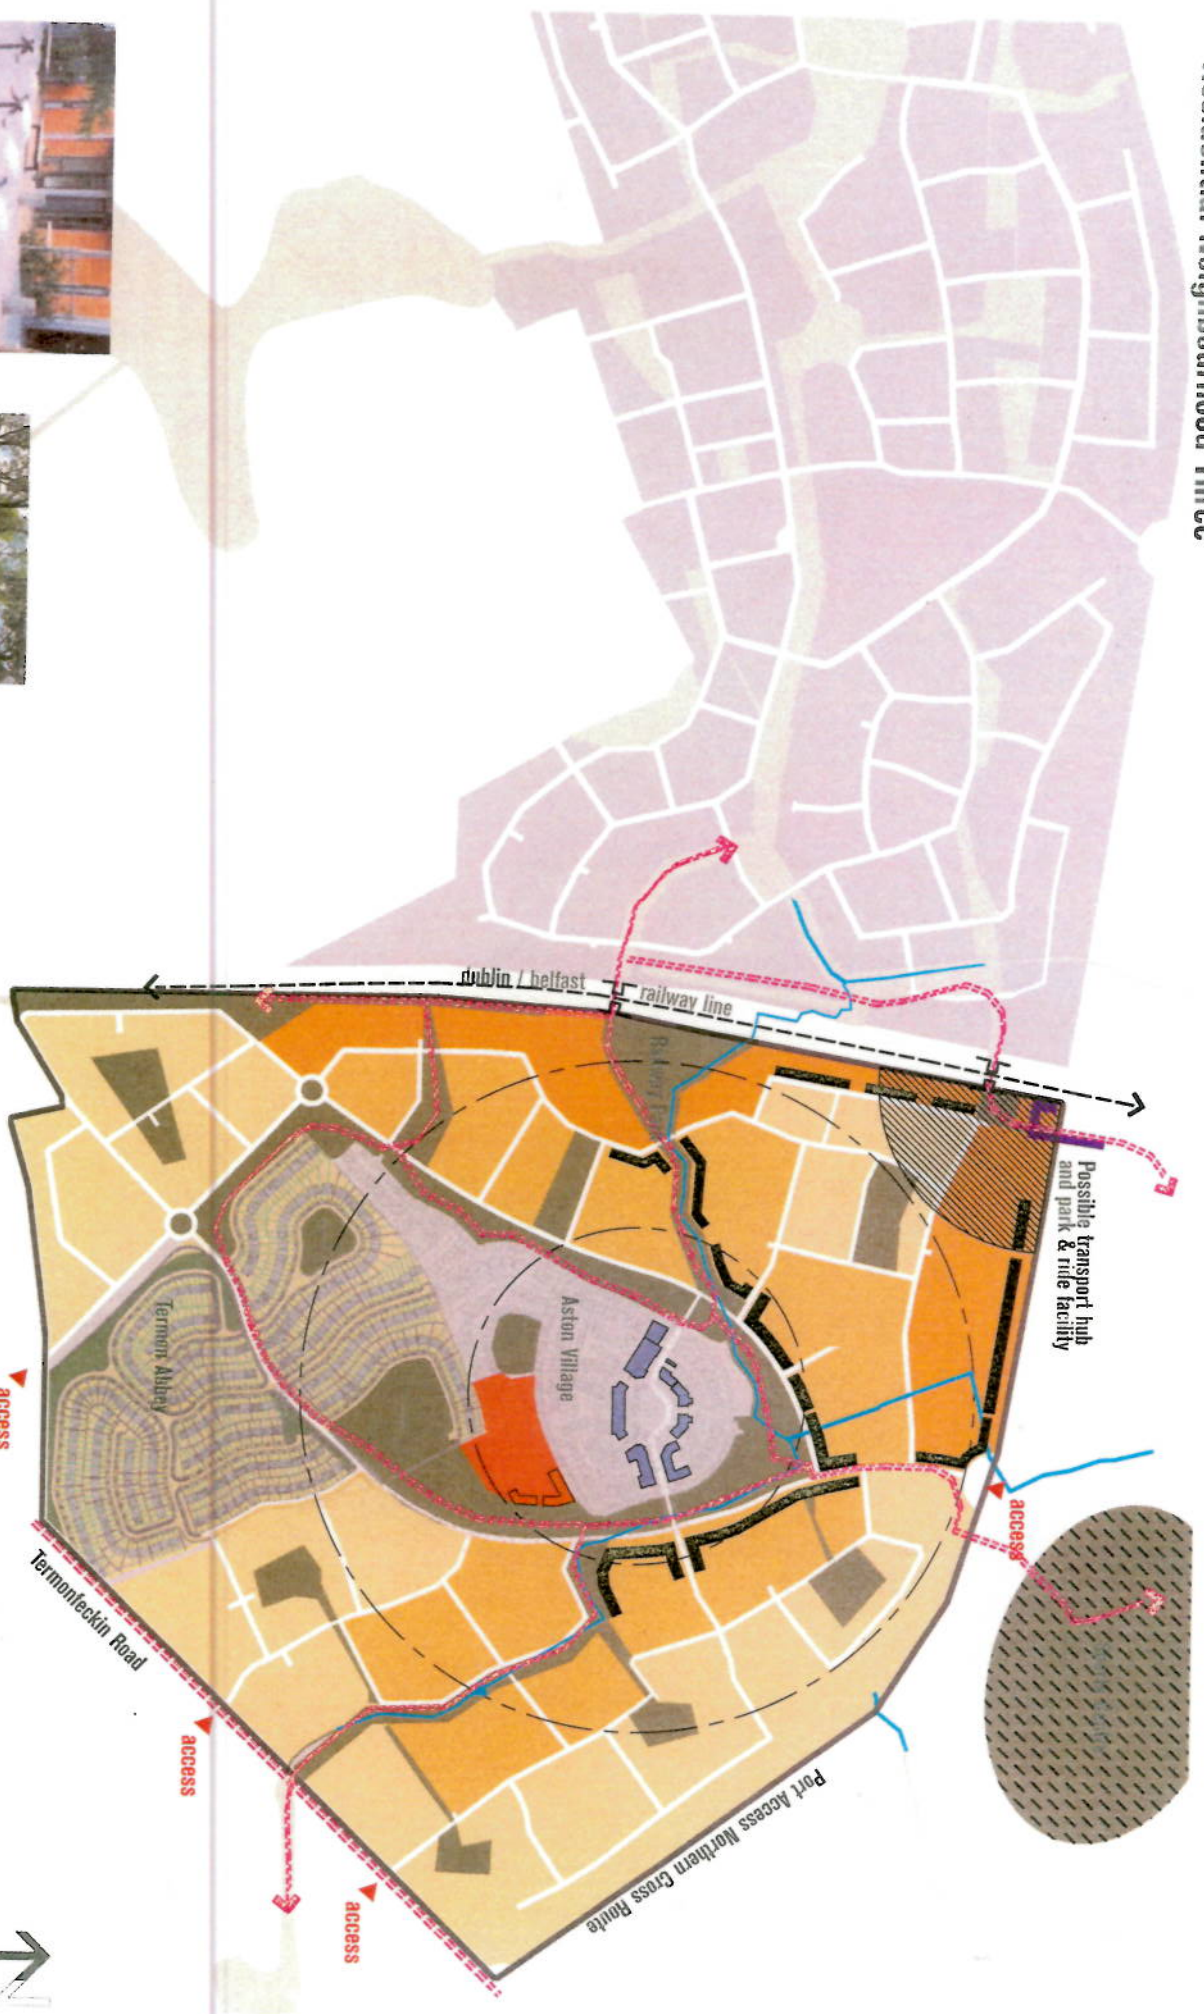 Residential Neighbourhood Three
dublin / belfast
railway line
Possible transport hub
and park & ride facility
Aston Village
Termon Abbey
access
access
access
access
Termonfeckin Road
Port Access Northern Cross Route
N